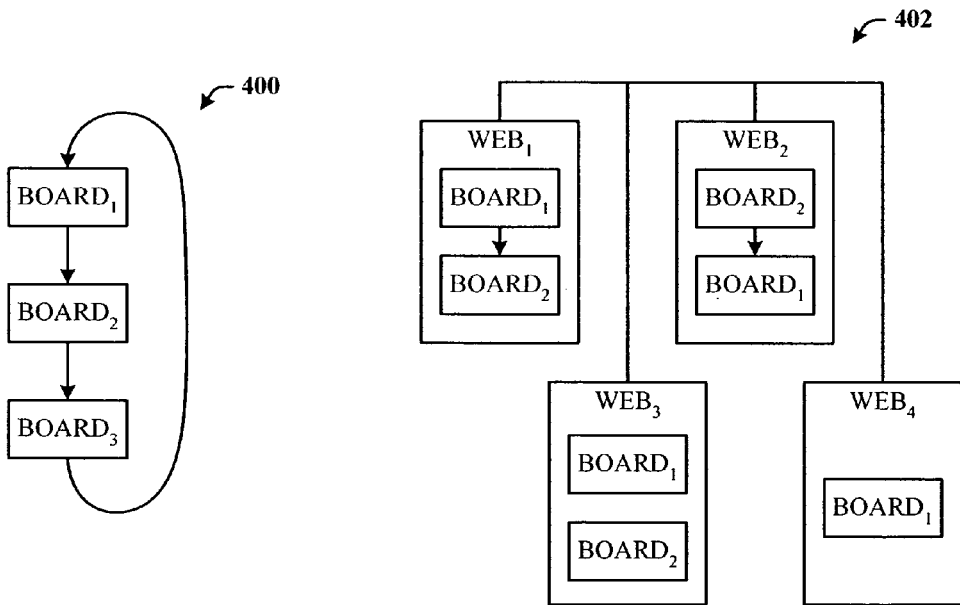 400
BOARD₁
BOARD₂
BOARD₃
402
WEB₁
BOARD₁
BOARD₂
WEB₂
BOARD₂
BOARD₁
WEB₃
BOARD₁
BOARD₂
WEB₄
BOARD₁